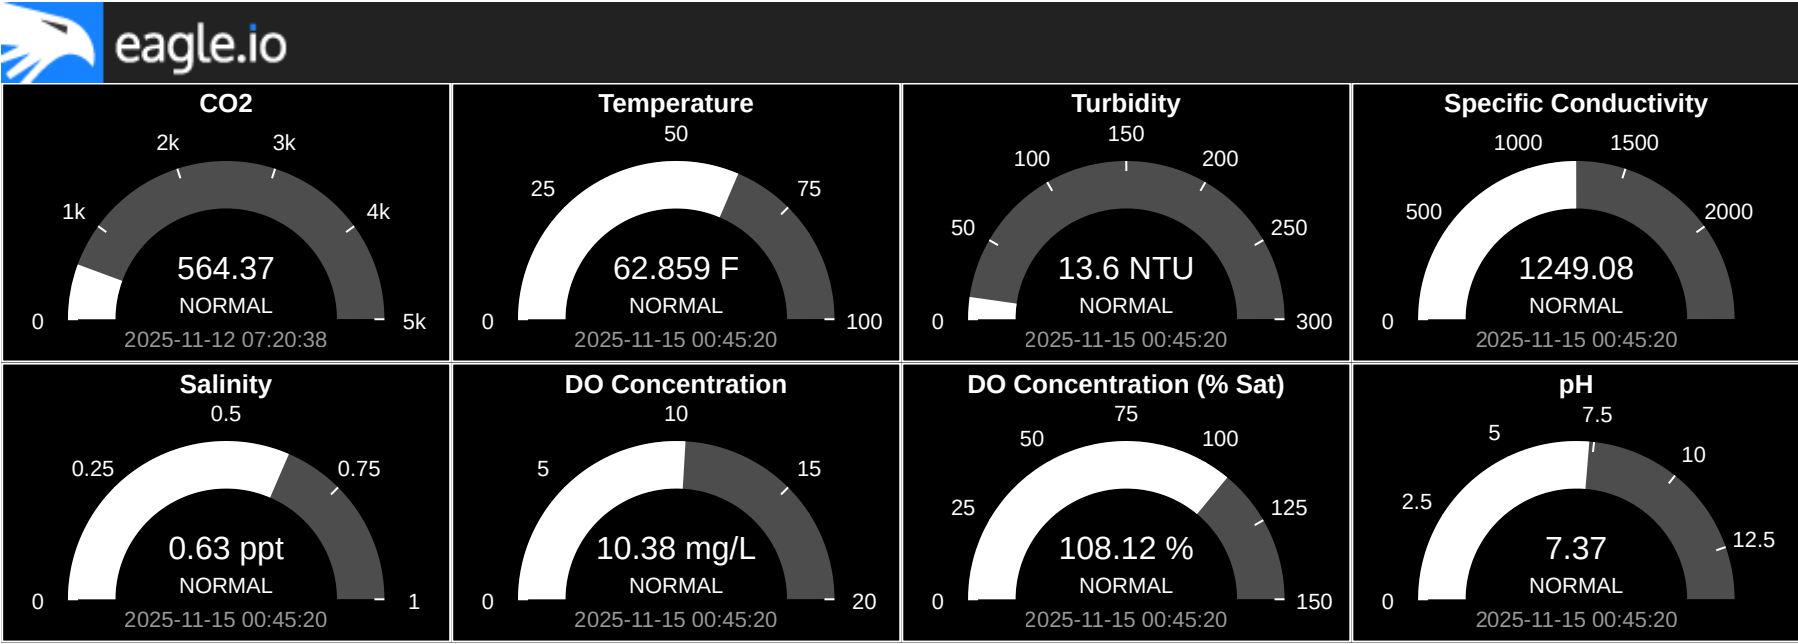 eagle.io
CO2
0
1k
2k
3k
4k
5k
564.37
NORMAL
2025-11-12 07:20:38
Temperature
0
25
50
75
100
62.859 F
NORMAL
2025-11-15 00:45:20
Turbidity
0
50
100
150
200
250
300
13.6 NTU
NORMAL
2025-11-15 00:45:20
Specific Conductivity
0
500
1000
1500
2000
1249.08
NORMAL
2025-11-15 00:45:20
Salinity
0
0.25
0.5
0.75
1
0.63 ppt
NORMAL
2025-11-15 00:45:20
DO Concentration
0
5
10
15
20
10.38 mg/L
NORMAL
2025-11-15 00:45:20
DO Concentration (% Sat)
0
25
50
75
100
125
150
108.12 %
NORMAL
2025-11-15 00:45:20
pH
0
2.5
5
7.5
10
12.5
7.37
NORMAL
2025-11-15 00:45:20